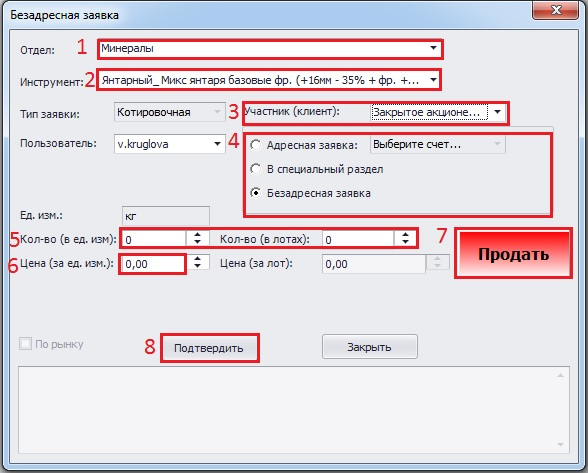 Безадресная заявка
1 Отдел: Минералы
2 Инструмент: Янтарный_Микс янтаря базовые фр. (+16мм - 35% + фр. +...
Тип заявки: Котировочная 3 Участник (клиент): Закрытое акционе...
Пользователь: v.kruglova 4 Адресная заявка: Выберите счет...
В специальный раздел
Безадресная заявка
Ед. изм.: кг
5 Кол-во (в ед. изм): 0 Кол-во (в лотах): 0 7 Продать
6 Цена (за ед. изм.): 0,00 Цена (за лот): 0,00
По рынку 8 Подтвердить Закрыть